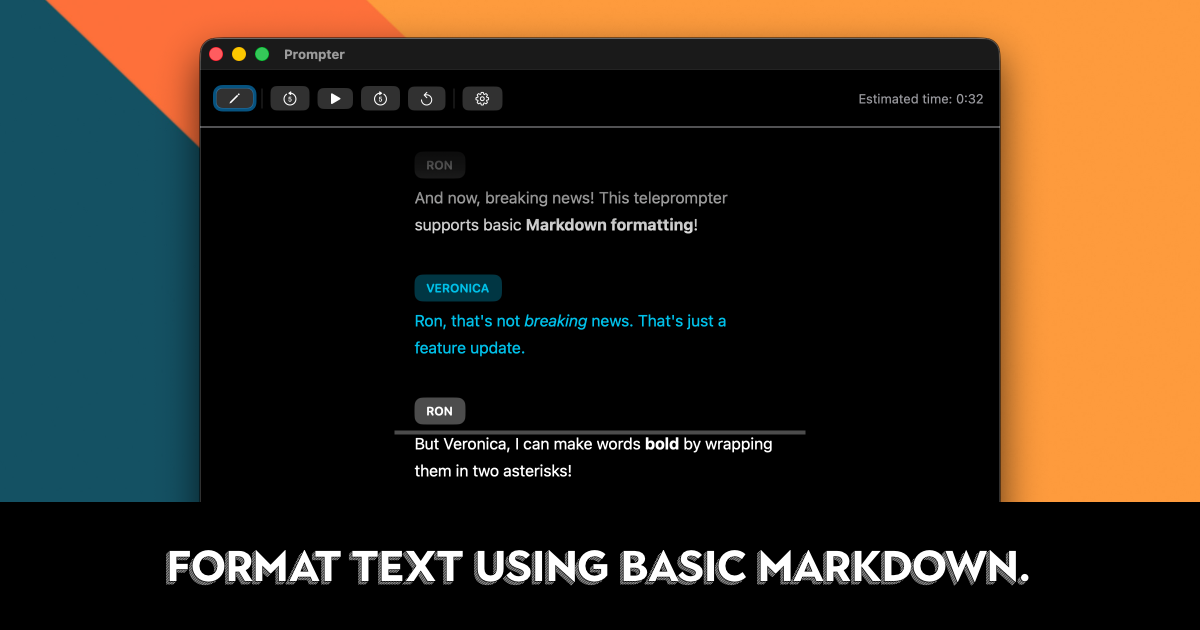 Prompter
5
5
Estimated time: 0:32
RON
And now, breaking news! This teleprompter
supports basic Markdown formatting!
VERONICA
Ron, that's not breaking news. That's just a
feature update.
RON
But Veronica, I can make words bold by wrapping
them in two asterisks!
FORMAT TEXT USING BASIC MARKDOWN.